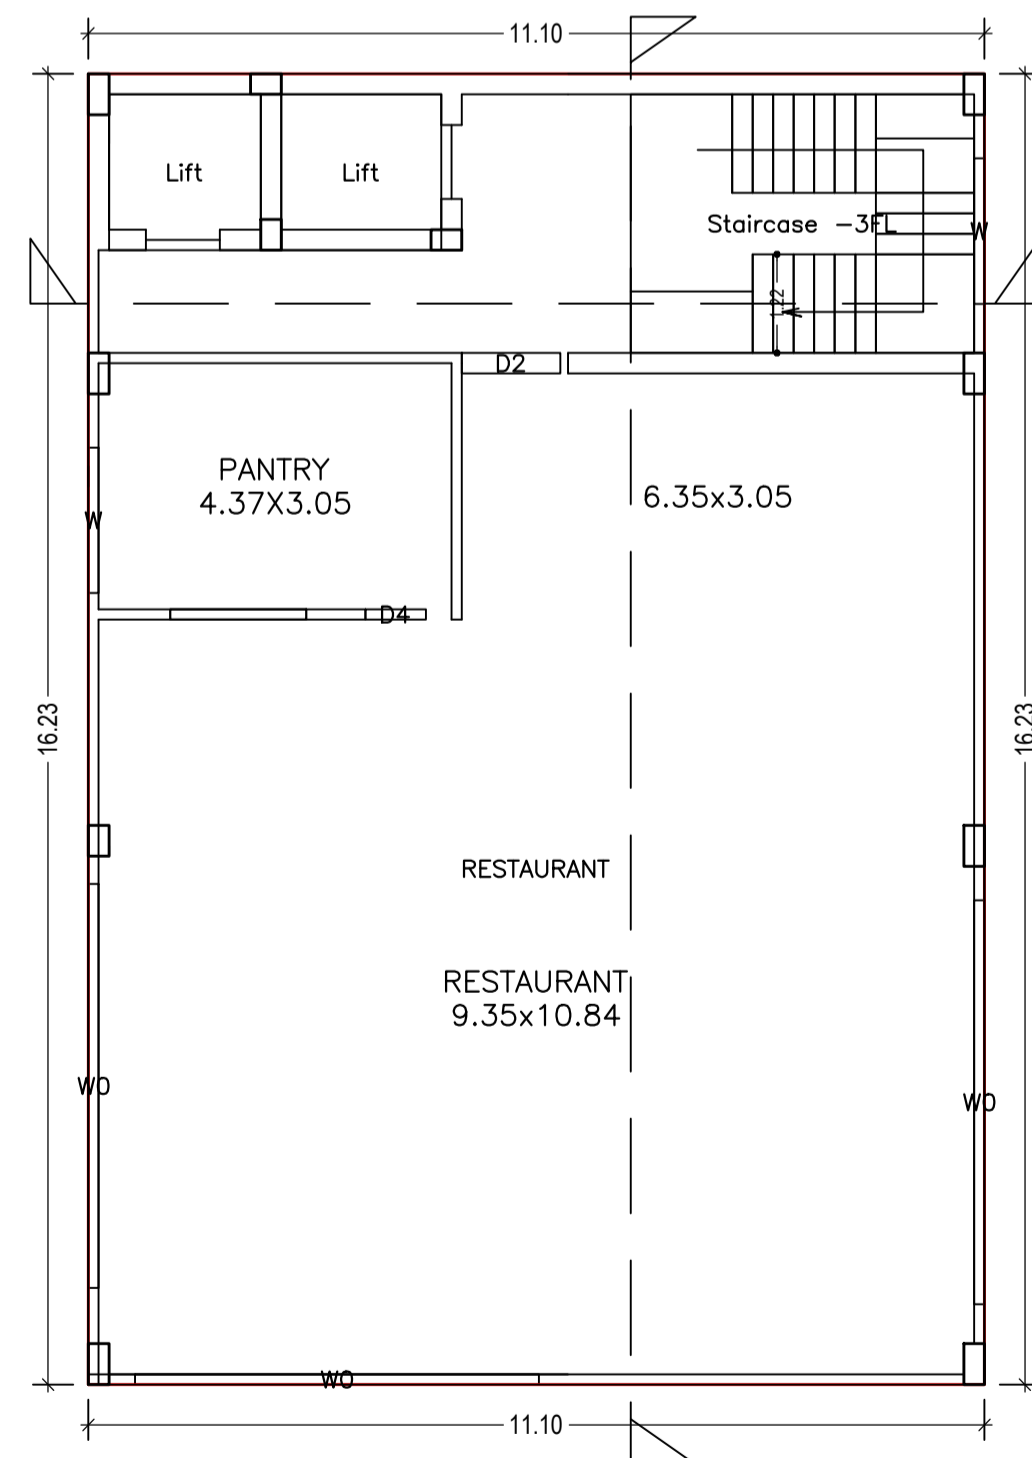 11.10
Lift
Lift
Staircase -3FL
W
1.22
D2
PANTRY
4.37X3.05
6.35x3.05
W
D4
16.23
16.23
RESTAURANT
RESTAURANT
9.35x10.84
WO
WO
WO
11.10